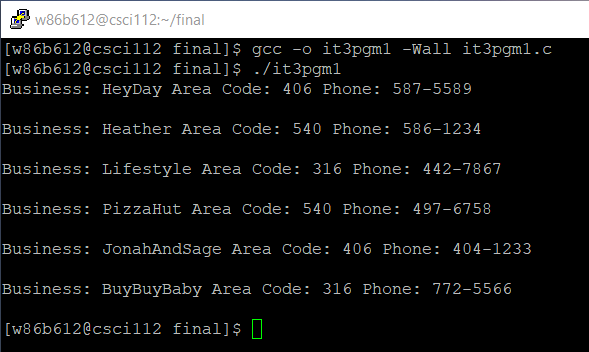 w86b612@csci112:~/final
[w86b612@csci112 final]$ gcc -o it3pgm1 -Wall it3pgm1.c
[w86b612@csci112 final]$ ./it3pgm1
Business: HeyDay Area Code: 406 Phone: 587-5589
Business: Heather Area Code: 540 Phone: 586-1234
Business: Lifestyle Area Code: 316 Phone: 442-7867
Business: PizzaHut Area Code: 540 Phone: 497-6758
Business: JonahAndSage Area Code: 406 Phone: 404-1233
Business: BuyBuyBaby Area Code: 316 Phone: 772-5566
[w86b612@csci112 final]$